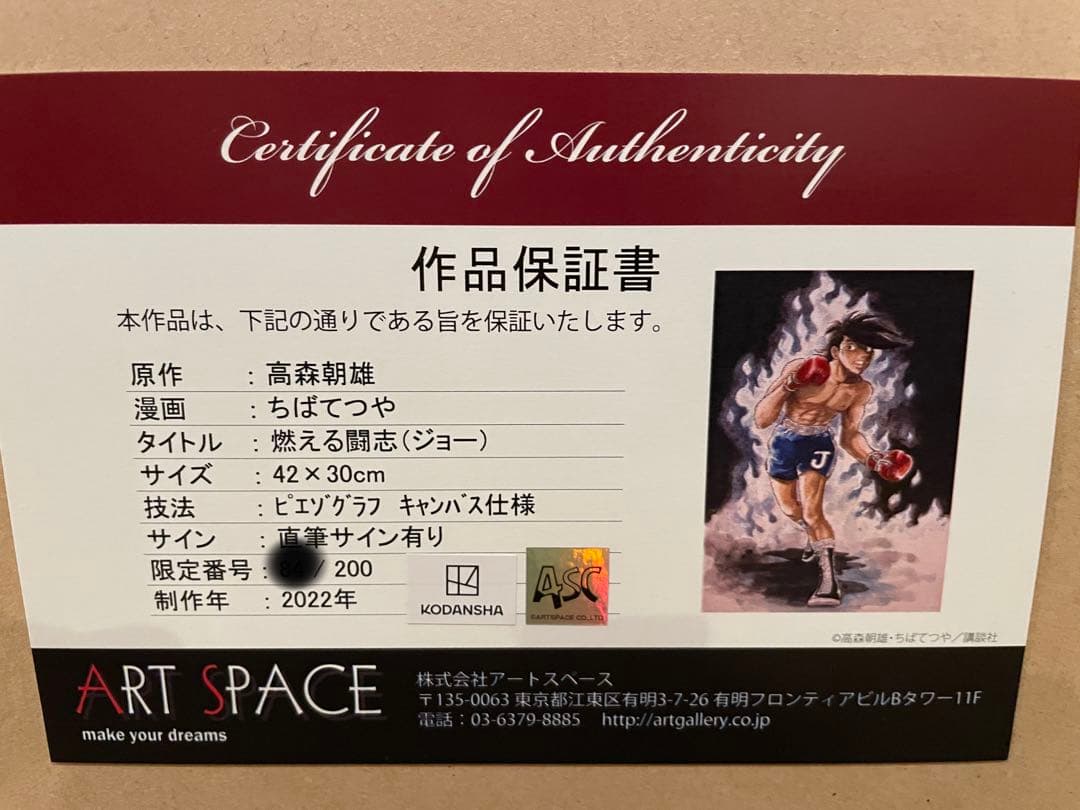 Certificate of Authenticity
作品保証書
本作品は、下記の通りである旨を保証いたします。
原作 : 高森朝雄
漫画 : ちばてつや
タイトル : 燃える闘志(ジョー)
サイズ : 42×30cm
技法 : ﾋﾟｴｿﾞｸﾞﾗﾌ ｷｬﾝﾊﾞｽ仕様
サイン : 直筆サイン有り
限定番号 : / 200
制作年 : 2022年
KODANSHA
ASC
©ARTSPACE CO.,LTD
J
©高森朝雄・ちばてつや／講談社
ART SPACE
make your dreams
株式会社アートスペース
〒135-0063 東京都江東区有明3-7-26 有明フロンティアビルBタワー11F
電話：03-6379-8885 http://artgallery.co.jp